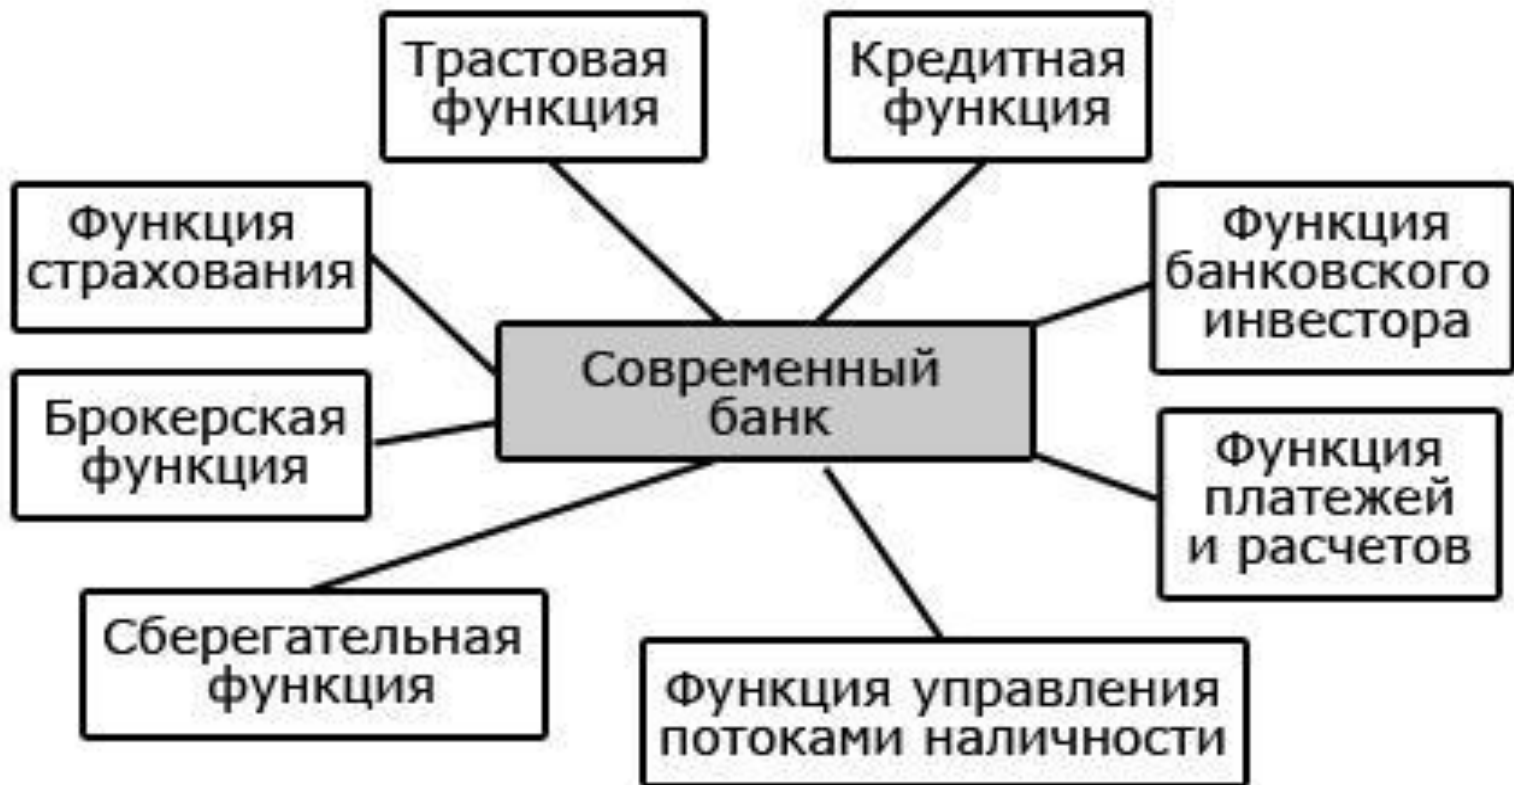 Трастовая
функция
Кредитная
функция
Функция
страхования
Функция
банковского
инвестора
Современный
банк
Брокерская
функция
Функция
платежей
и расчетов
Сберегательная
функция
Функция управления
потоками наличности